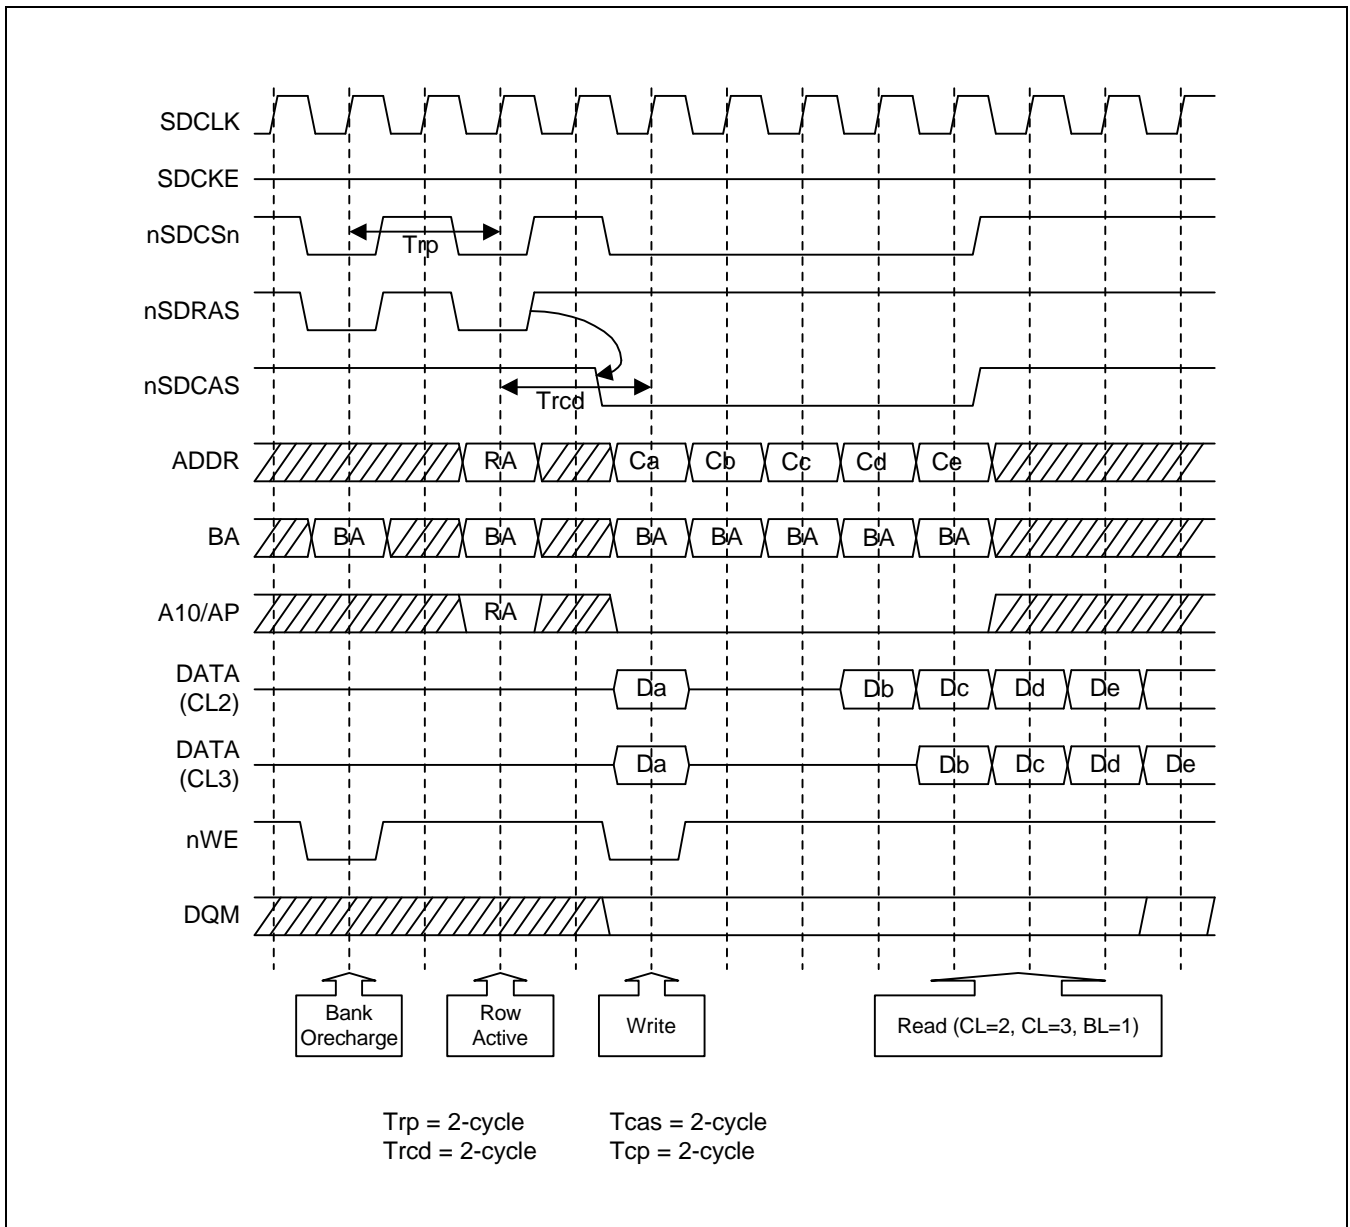 SDCLK
SDCKE
nSDCSn
Trp
nSDRAS
nSDCAS
Trcd
ADDR RA Ca Cb Cc Cd Ce
BA BA BA BA BA BA BA BA
A10/AP RA
DATA
(CL2) Da Db Dc Dd De
DATA
(CL3) Da Db Dc Dd De
nWE
DQM
Bank
Orecharge
Row
Active
Write
Read (CL=2, CL=3, BL=1)
Trp = 2-cycle Tcas = 2-cycle
Trcd = 2-cycle Tcp = 2-cycle